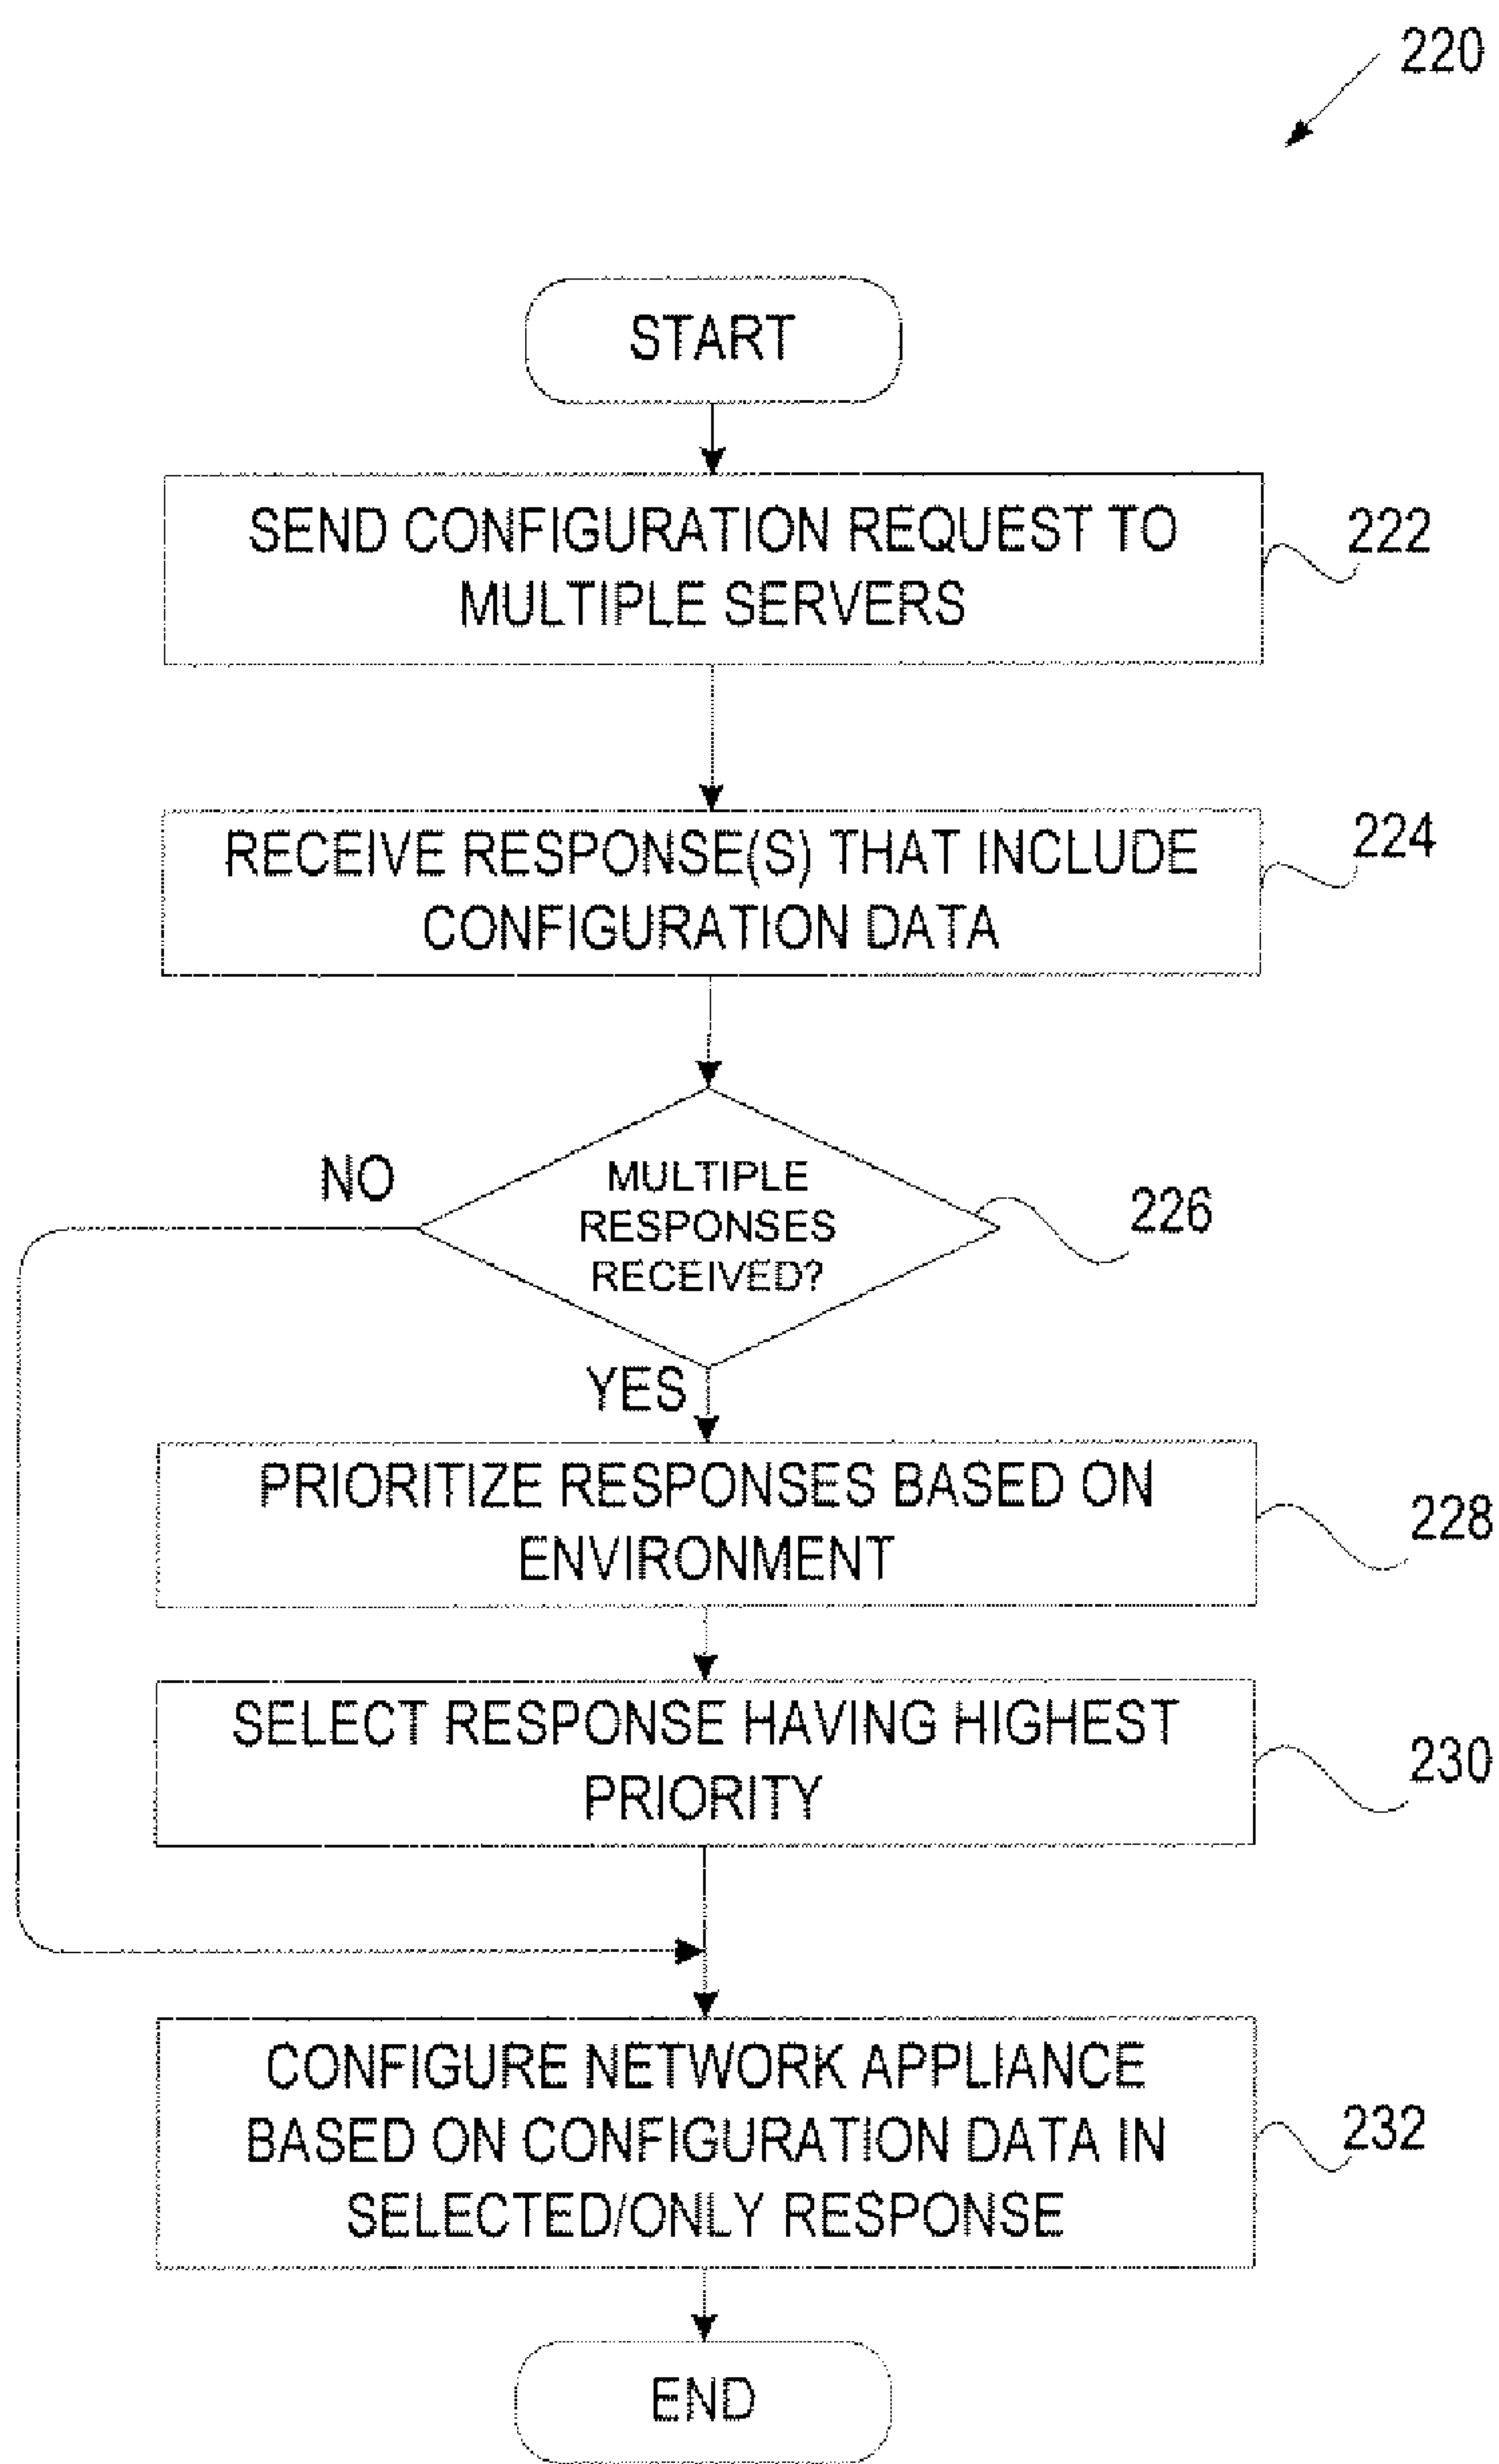 220
START
SEND CONFIGURATION REQUEST TO
MULTIPLE SERVERS
222
RECEIVE RESPONSE(S) THAT INCLUDE
CONFIGURATION DATA
224
NO
MULTIPLE
RESPONSES
RECEIVED?
226
YES
PRIORITIZE RESPONSES BASED ON
ENVIRONMENT
228
SELECT RESPONSE HAVING HIGHEST
PRIORITY
230
CONFIGURE NETWORK APPLIANCE
BASED ON CONFIGURATION DATA IN
SELECTED/ONLY RESPONSE
232
END